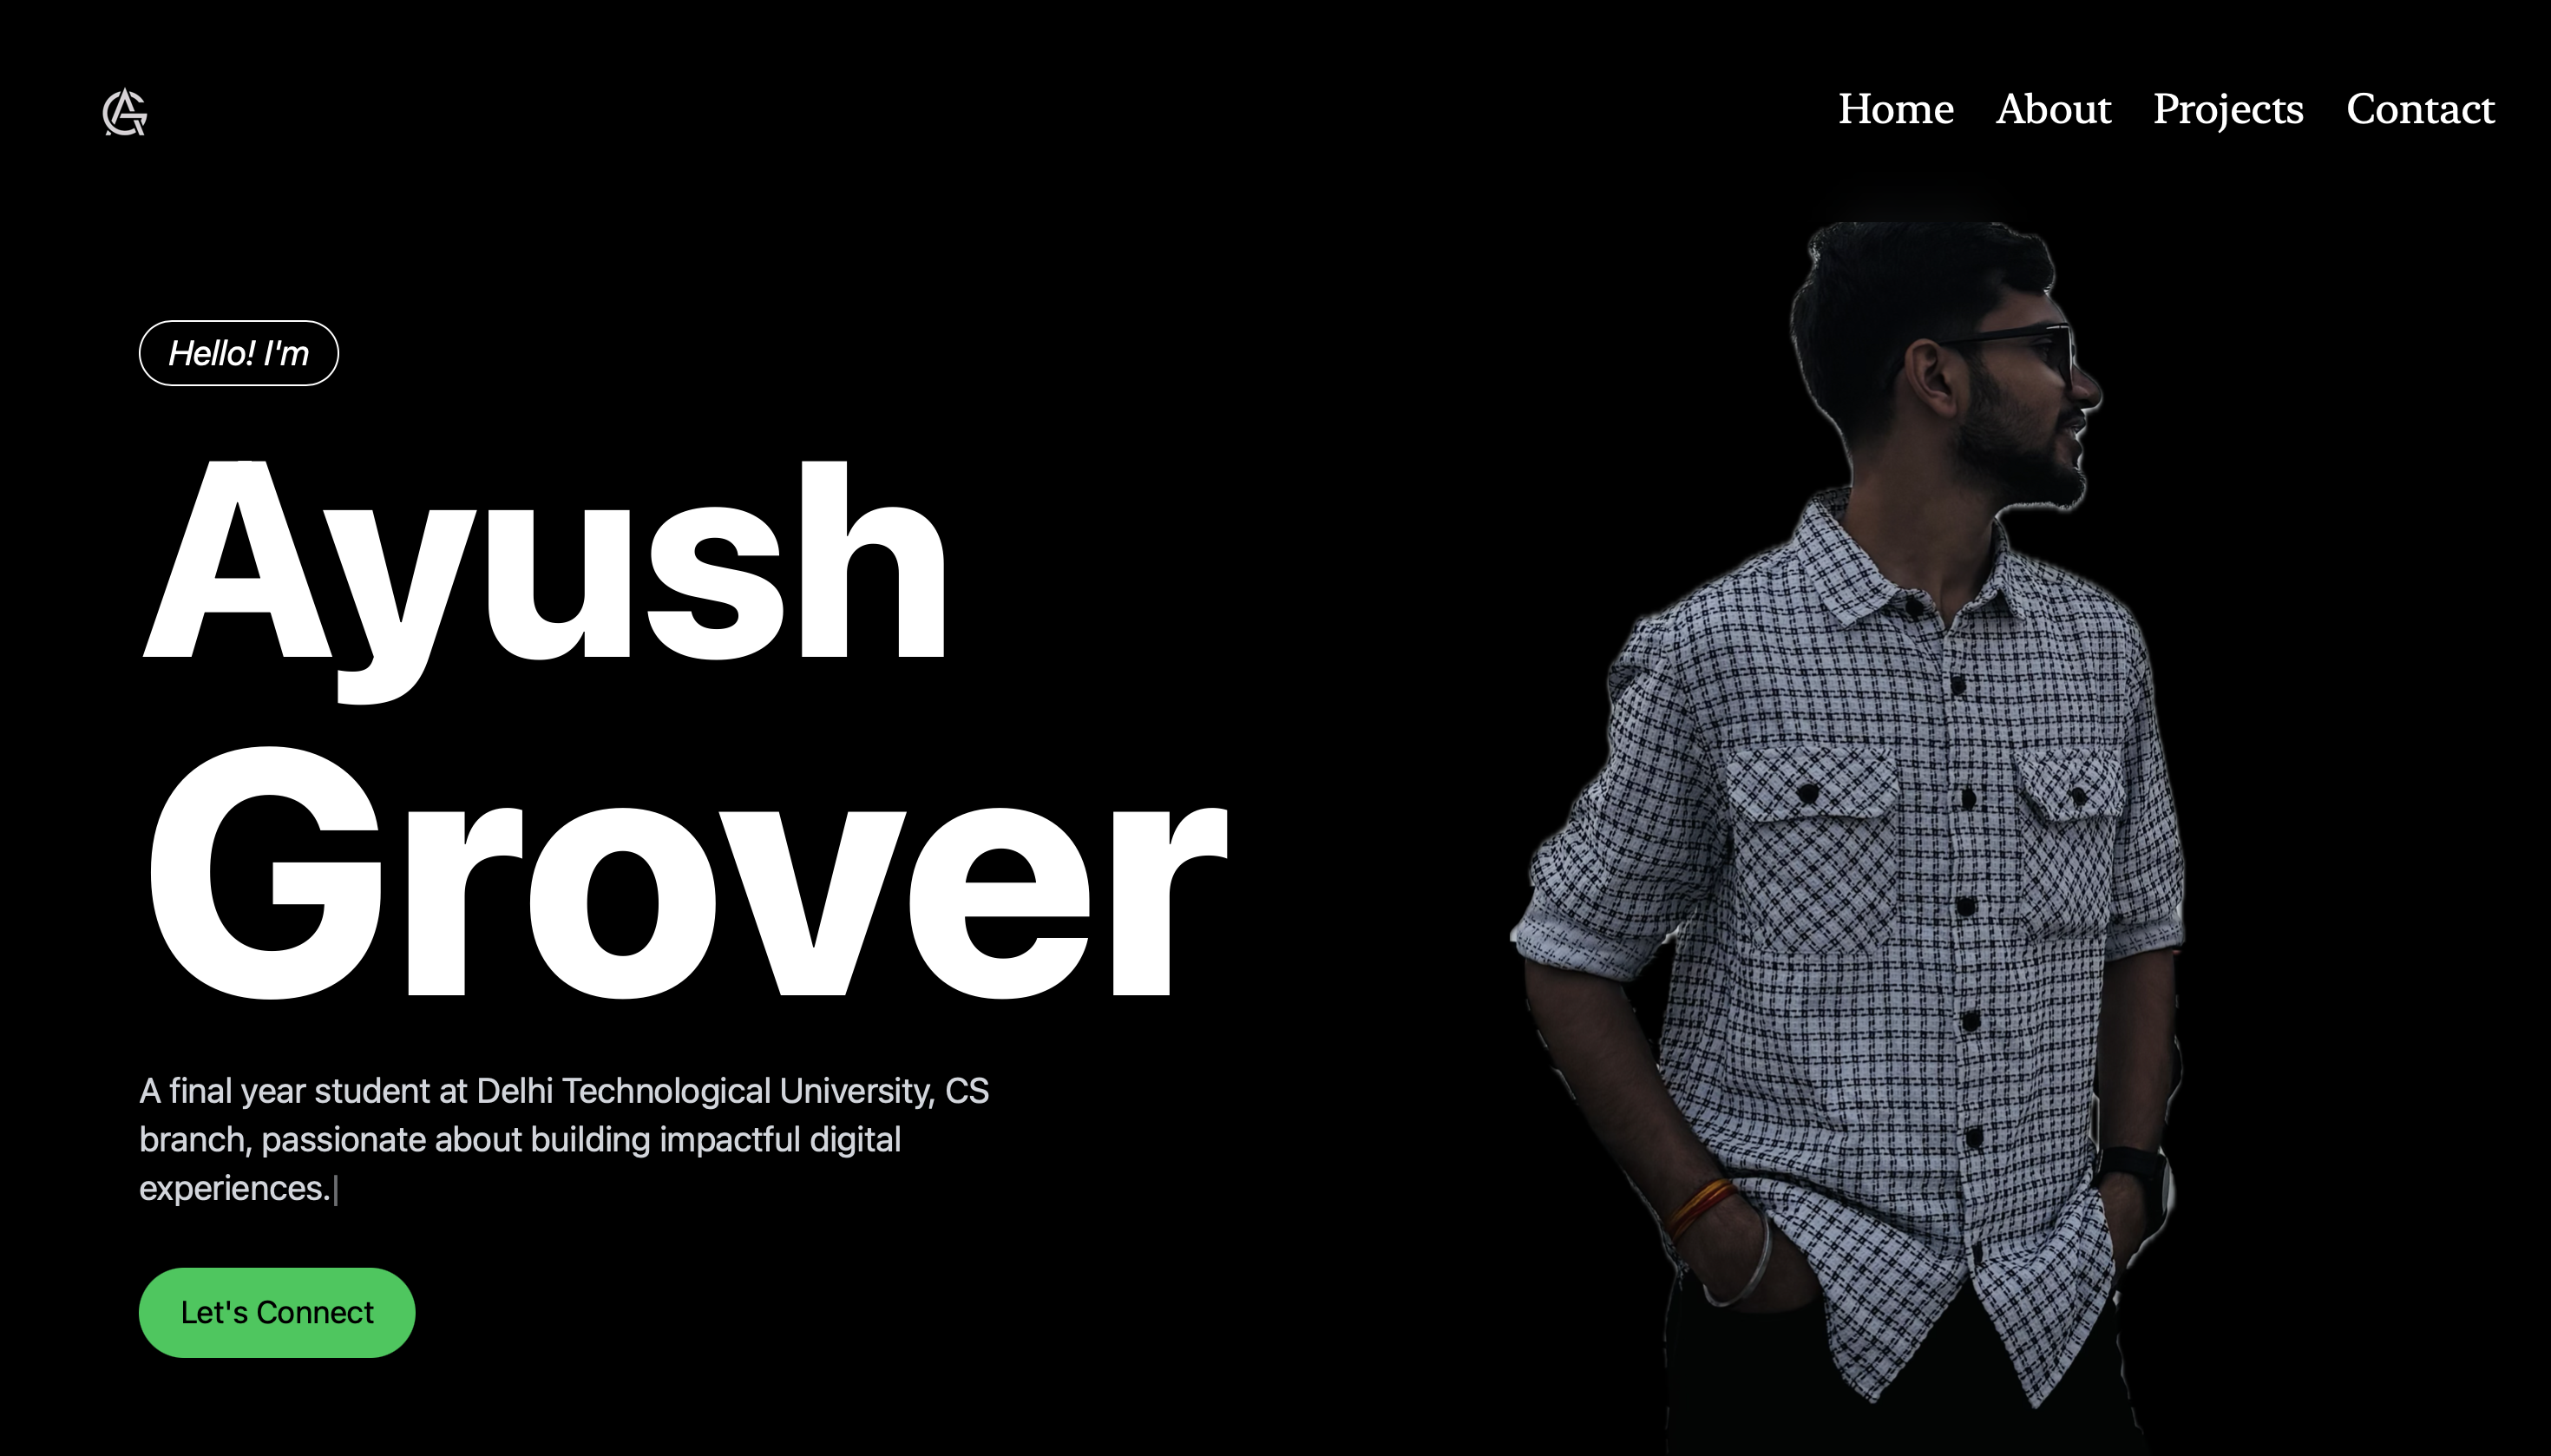 Home About Projects Contact
Hello! I'm
Ayush
Grover
A final year student at Delhi Technological University, CS
branch, passionate about building impactful digital
experiences.
Let's Connect